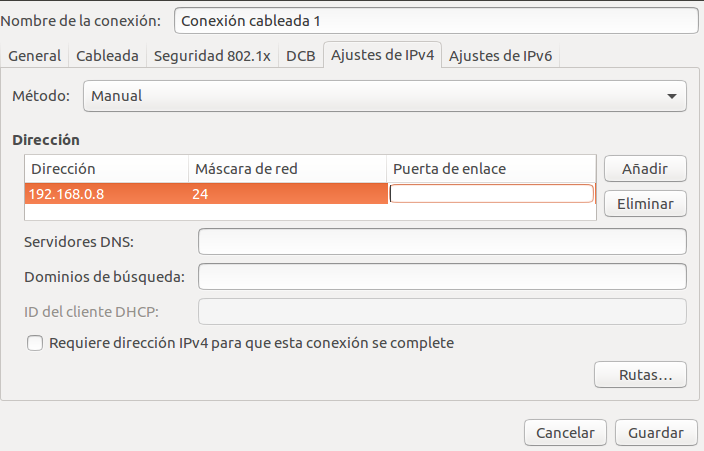 Nombre de la conexión: Conexión cableada 1
General Cableada Seguridad 802.1x DCB Ajustes de IPv4 Ajustes de IPv6
Método: Manual
Dirección
Dirección Máscara de red Puerta de enlace Añadir
192.168.0.8 24 Eliminar
Servidores DNS:
Dominios de búsqueda:
ID del cliente DHCP:
Requiere dirección IPv4 para que esta conexión se complete
Rutas…
Cancelar Guardar